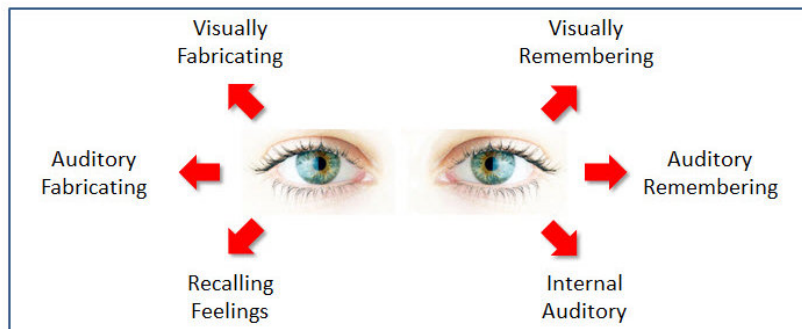 Visually
Fabricating
Visually
Remembering
Auditory
Fabricating
Auditory
Remembering
Recalling
Feelings
Internal
Auditory